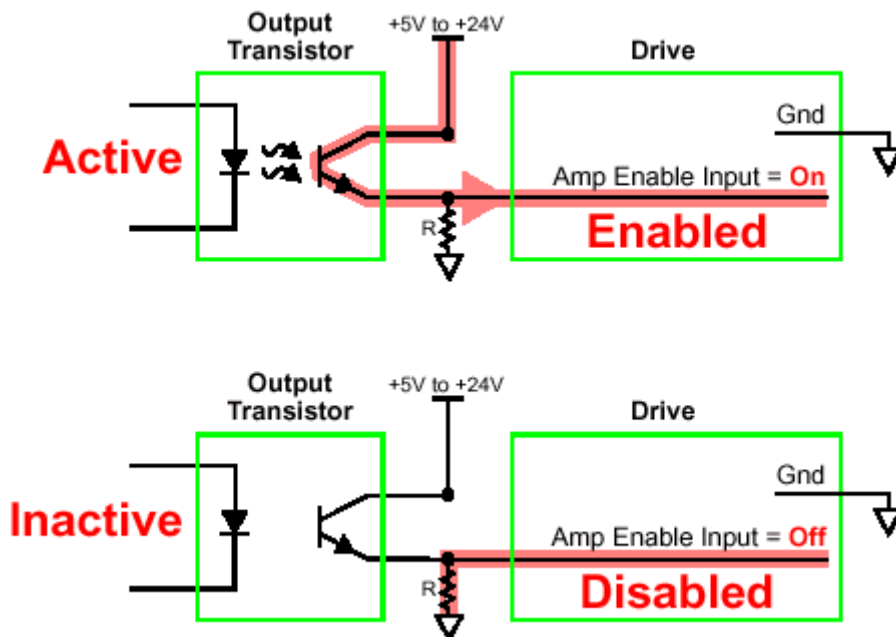 Output
Transistor
+5V to +24V
Drive
Gnd
Active
Amp Enable Input = On
R
Enabled
Output
Transistor
+5V to +24V
Drive
Gnd
Inactive
Amp Enable Input = Off
R
Disabled